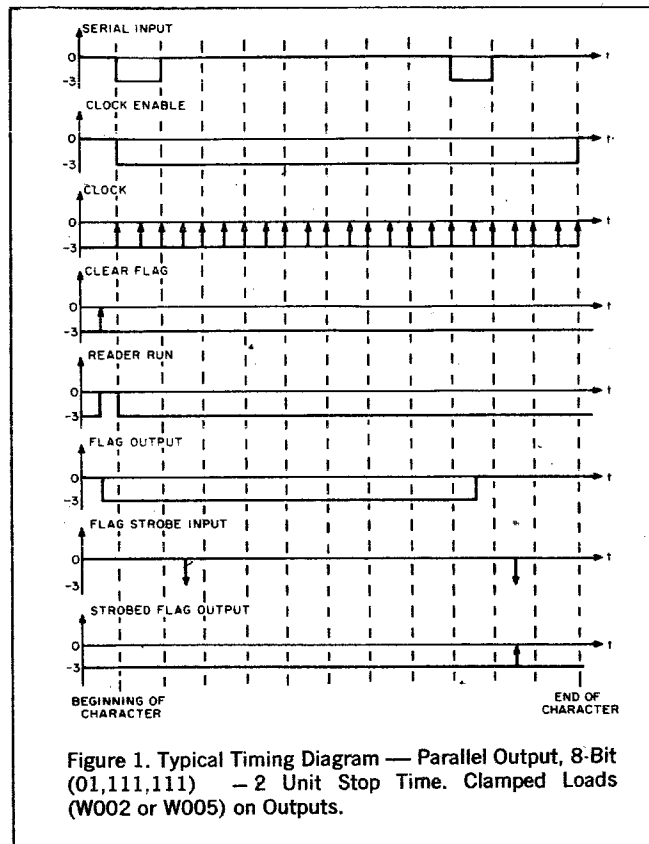 SERIAL INPUT
0
-3
t
CLOCK ENABLE
0
-3
t
CLOCK
0
-3
t
CLEAR FLAG
0
-3
t
READER RUN
0
-3
t
FLAG OUTPUT
0
-3
t
FLAG STROBE INPUT
0
-3
t
STROBED FLAG OUTPUT
0
-3
t
BEGINNING OF
CHARACTER
END OF
CHARACTER
Figure 1. Typical Timing Diagram — Parallel Output, 8-Bit
(01,111,111) – 2 Unit Stop Time. Clamped Loads
(W002 or W005) on Outputs.